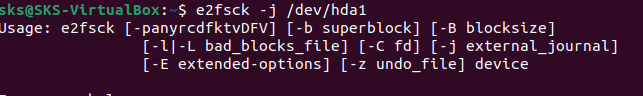 sks@SKS-VirtualBox:~$ e2fsck -j /dev/hda1
Usage: e2fsck [-panyrcdfktvDFV] [-b superblock] [-B blocksize]
[-l|-L bad_blocks_file] [-C fd] [-j external_journal]
[-E extended-options] [-z undo_file] device